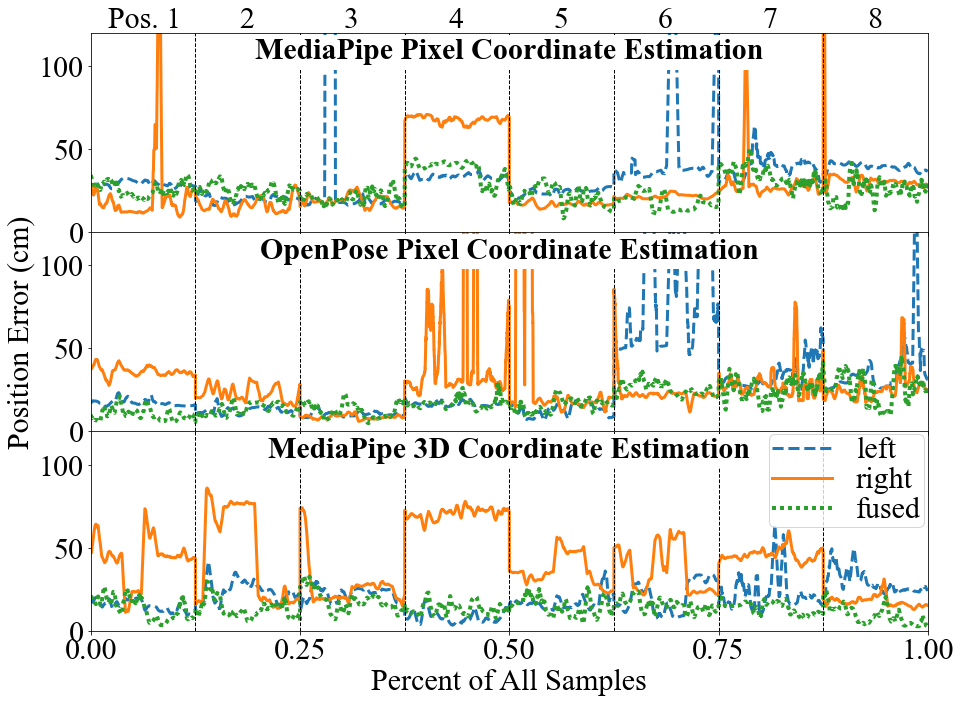 Pos. 1 2 3 4 5 6 7 8
MediaPipe Pixel Coordinate Estimation
100
50
0
OpenPose Pixel Coordinate Estimation
100
50
0
Position Error (cm)
MediaPipe 3D Coordinate Estimation
left
right
fused
100
50
0
0.00 0.25 0.50 0.75 1.00
Percent of All Samples